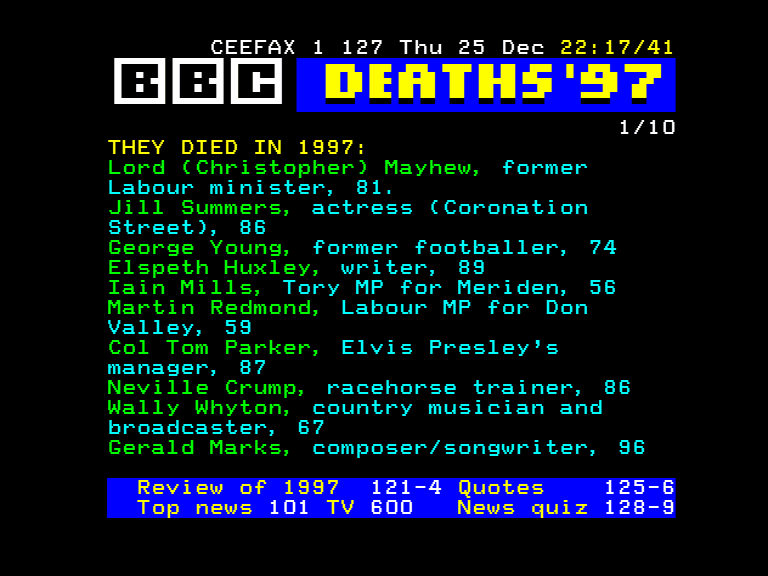 CEEFAX 1 127 Thu 25 Dec 22:17/41
BBC DEATHS'97
1/10
THEY DIED IN 1997:
Lord (Christopher) Mayhew, former
Labour minister, 81.
Jill Summers, actress (Coronation
Street), 86
George Young, former footballer, 74
Elspeth Huxley, writer, 89
Iain Mills, Tory MP for Meriden, 56
Martin Redmond, Labour MP for Don
Valley, 59
Col Tom Parker, Elvis Presley's
manager, 87
Neville Crump, racehorse trainer, 86
Wally Whyton, country musician and
broadcaster, 67
Gerald Marks, composer/songwriter, 96
Review of 1997 121-4 Quotes 125-6
Top news 101 TV 600 News quiz 128-9